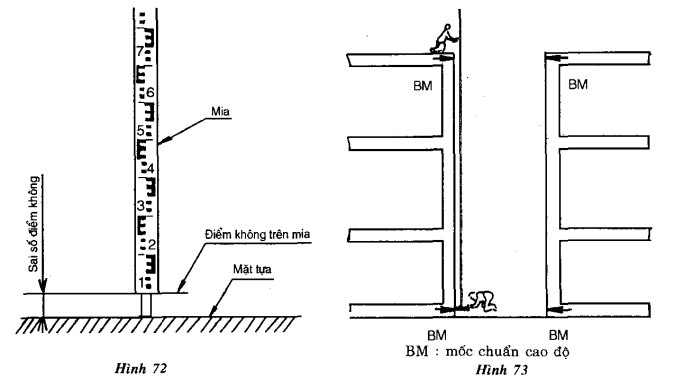 7
6
5
4
3
2
1
Mia
Sai số điểm không
Điểm không trên mia
Mặt tựa
Hình 72
BM
BM
BM
BM
BM : mốc chuẩn cao độ
Hình 73